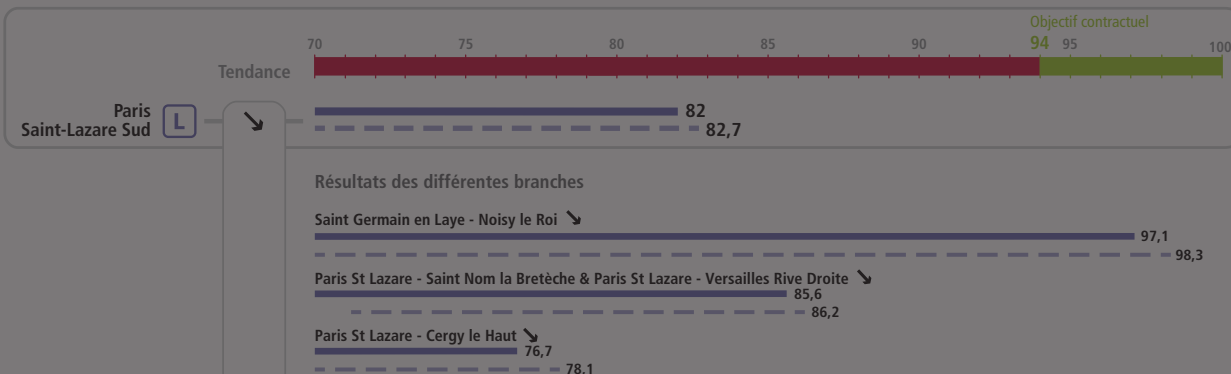 Objectif contractuel
70 75 80 85 90 94 95 100
Tendance
Paris
Saint-Lazare Sud L
82
82,7
Résultats des différentes branches
Saint Germain en Laye - Noisy le Roi
97,1
98,3
Paris St Lazare - Saint Nom la Bretèche & Paris St Lazare - Versailles Rive Droite
85,6
86,2
Paris St Lazare - Cergy le Haut
76,7
78,1